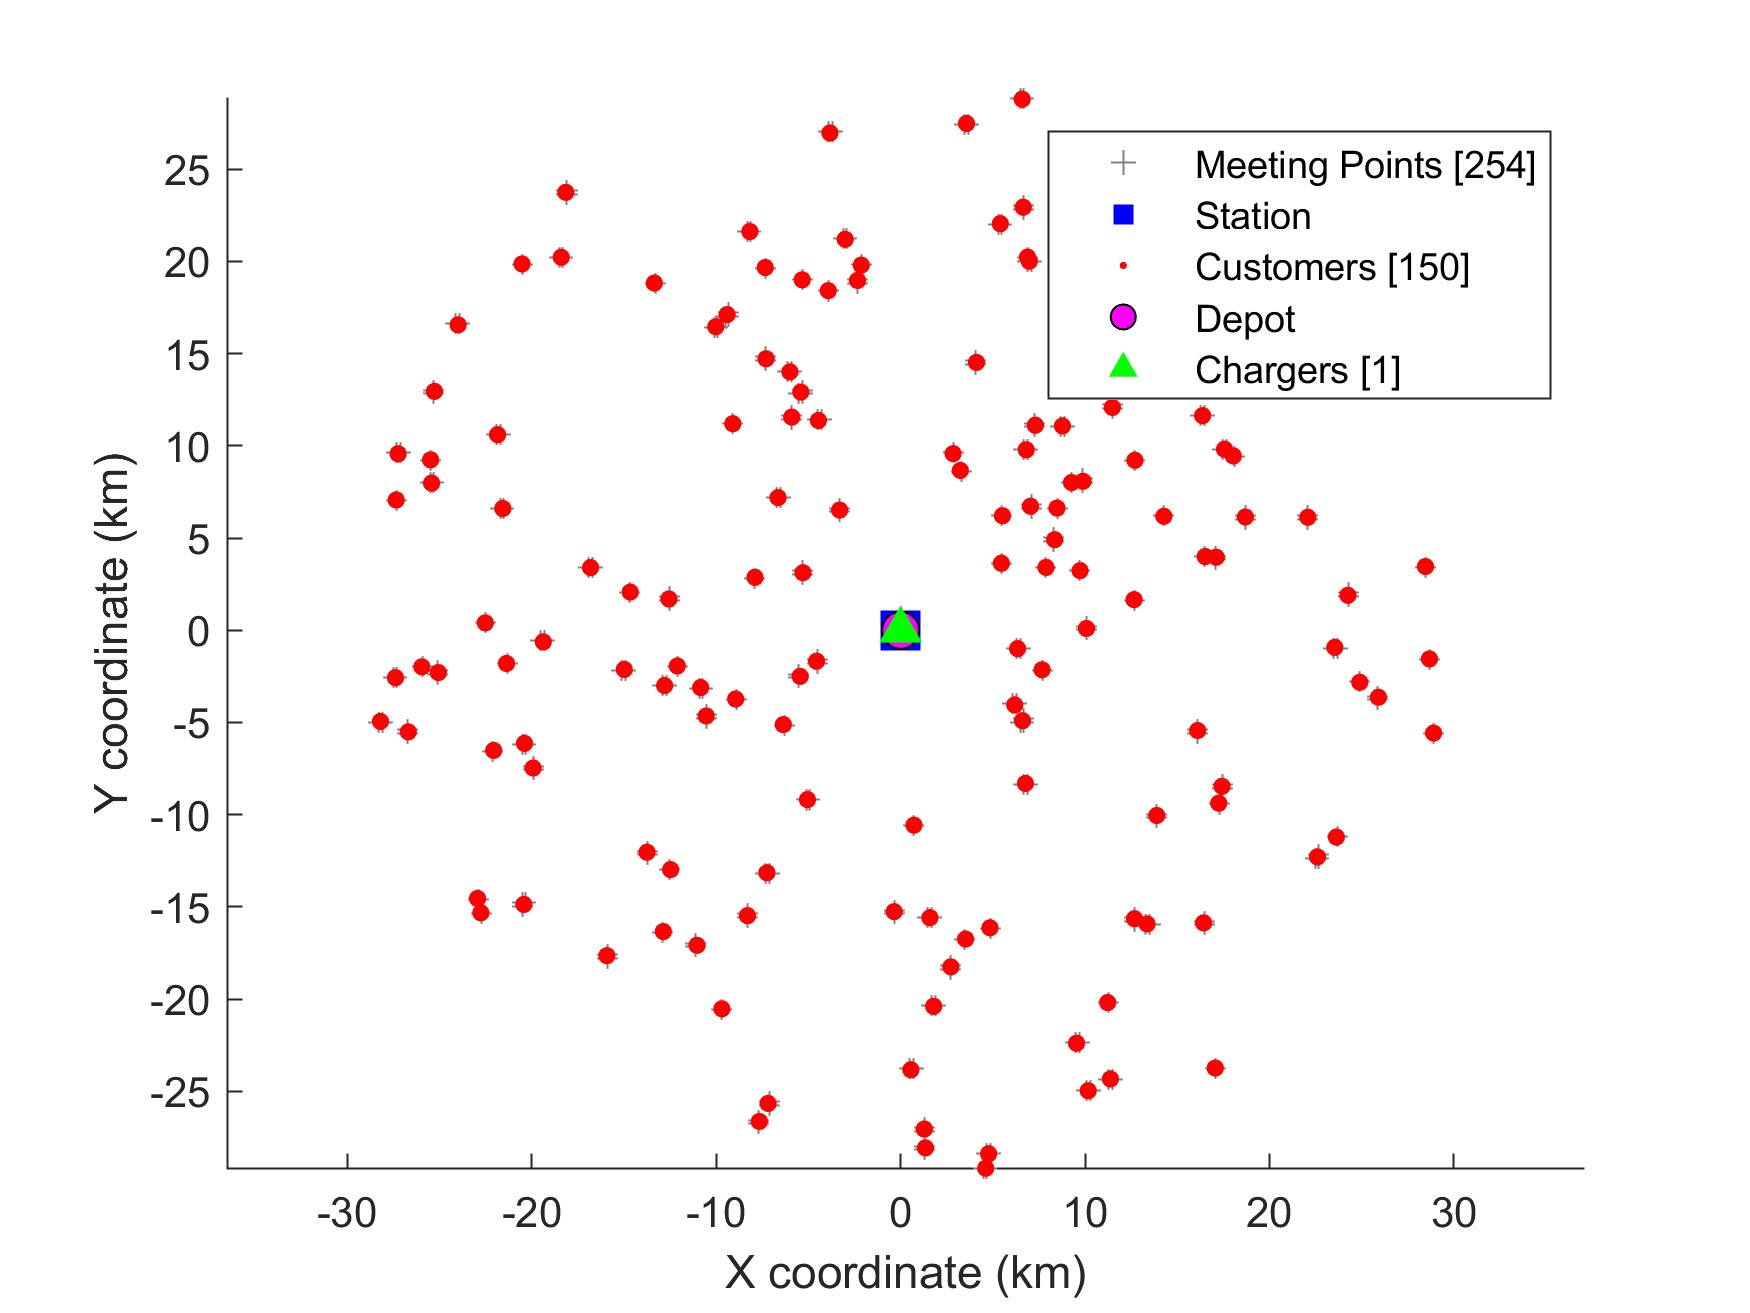 25
20
15
10
5
0
-5
-10
-15
-20
-25
Y coordinate (km)
Meeting Points [254]
Station
Customers [150]
Depot
Chargers [1]
-30
-20
-10
0
10
20
30
X coordinate (km)